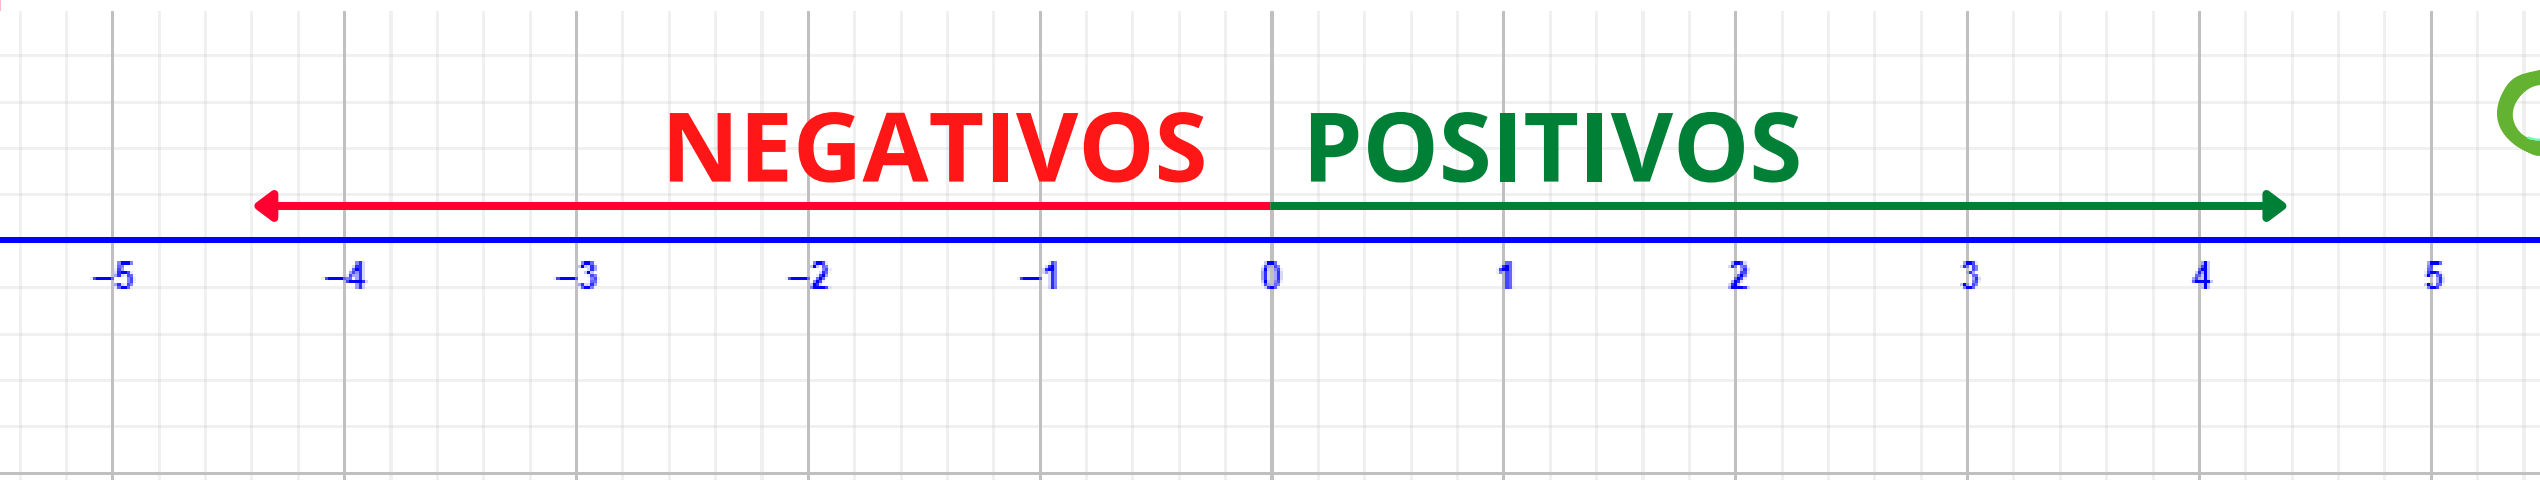 NEGATIVOS POSITIVOS
–5 –4 –3 –2 –1 0 1 2 3 4 5